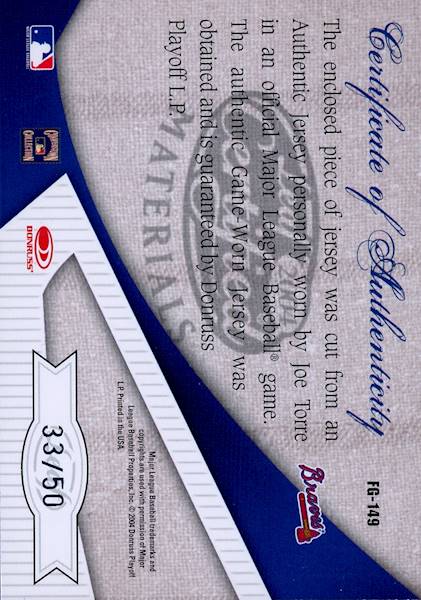 Certificate of Authenticity
FG-149
The enclosed piece of jersey was cut from an
Authentic Jersey personally worn by Joe Torre
in an official Major League Baseball® game.
The authentic Game-Worn Jersey was
obtained and is guaranteed by Donruss
Playoff L.P.
MATERIALS
Braves
COOPERSTOWN
COLLECTION
DONRUSS
33/50
Major League Baseball trademarks and
copyrights are used with permission of Major
League Baseball Properties, Inc. © 2004 Donruss Playoff
L.P. Printed in the USA.